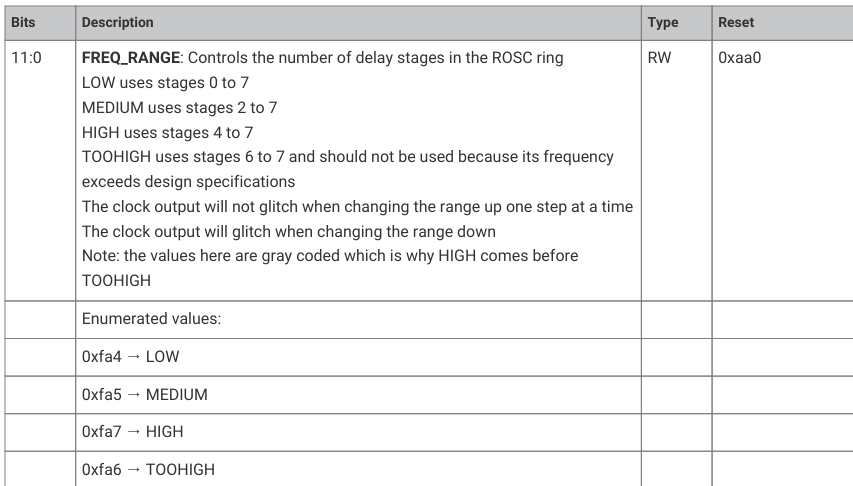 Bits Description Type Reset
11:0 FREQ_RANGE: Controls the number of delay stages in the ROSC ring RW 0xaa0
LOW uses stages 0 to 7
MEDIUM uses stages 2 to 7
HIGH uses stages 4 to 7
TOOHIGH uses stages 6 to 7 and should not be used because its frequency
exceeds design specifications
The clock output will not glitch when changing the range up one step at a time
The clock output will glitch when changing the range down
Note: the values here are gray coded which is why HIGH comes before
TOOHIGH
Enumerated values:
0xfa4 → LOW
0xfa5 → MEDIUM
0xfa7 → HIGH
0xfa6 → TOOHIGH